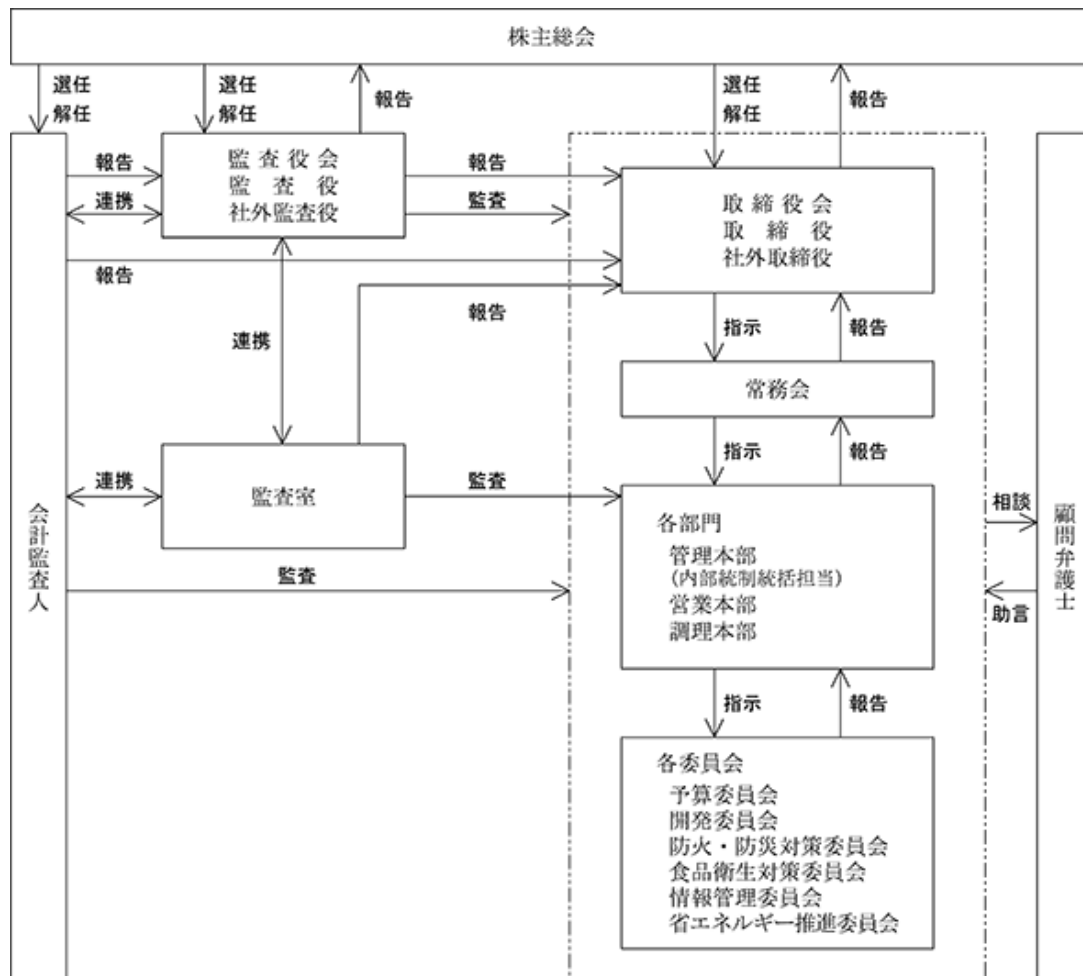 株主総会
選任
解任
選任
解任
報告
選任
解任
報告
報告
連携
監査役会
監査役
社外監査役
報告
監査
取締役会
取締役
社外取締役
報告
報告
連携
指示
報告
常務会
指示
報告
連携
監査室
監査
各部門
管理本部
(内部統制統括担当)
営業本部
調理本部
相談
助言
顧問弁護士
会計監査人
監査
指示
報告
各委員会
予算委員会
開発委員会
防火・防災対策委員会
食品衛生対策委員会
情報管理委員会
省エネルギー推進委員会